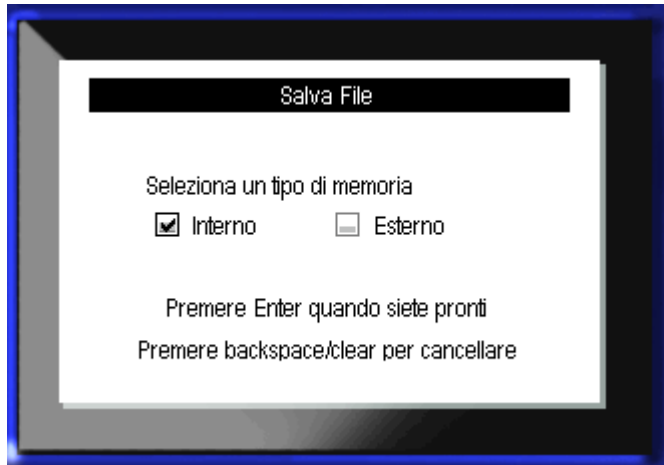 Salva File
Seleziona un tipo di memoria
Interno Esterno
Premere Enter quando siete pronti
Premere backspace/clear per cancellare